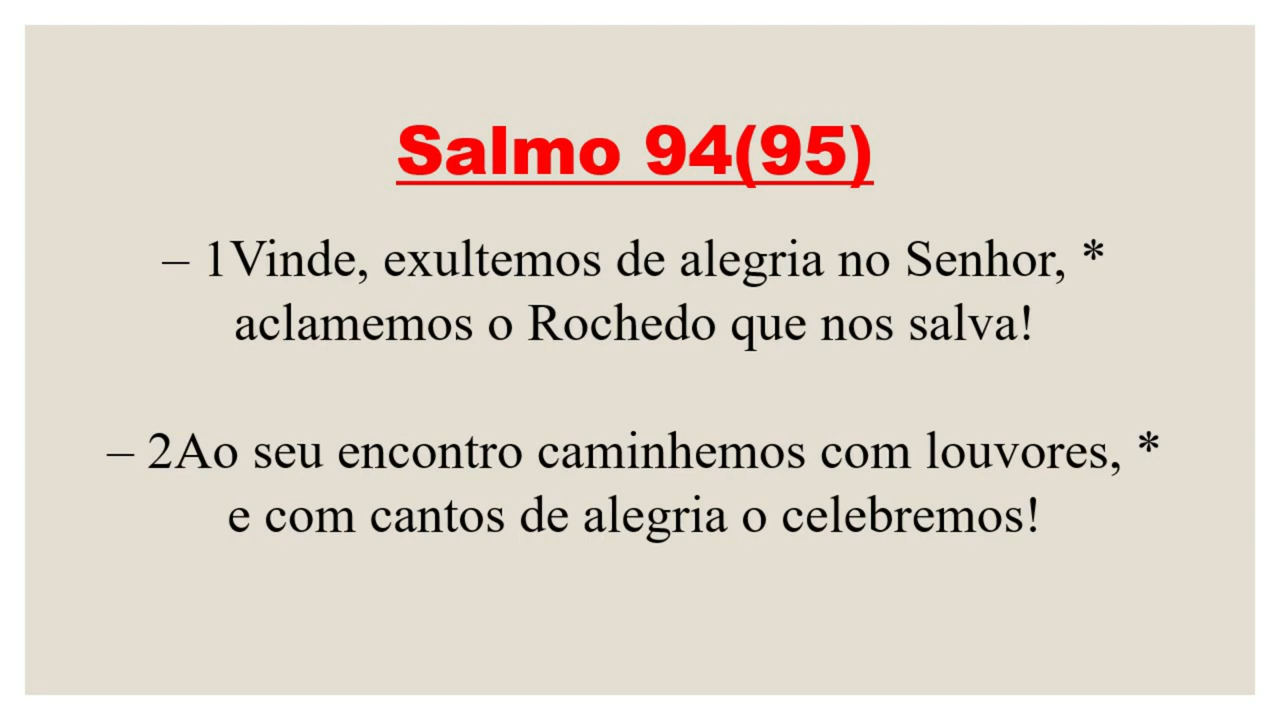 Salmo 94(95)
– 1Vinde, exultemos de alegria no Senhor, *
aclamemos o Rochedo que nos salva!
– 2Ao seu encontro caminhemos com louvores, *
e com cantos de alegria o celebremos!